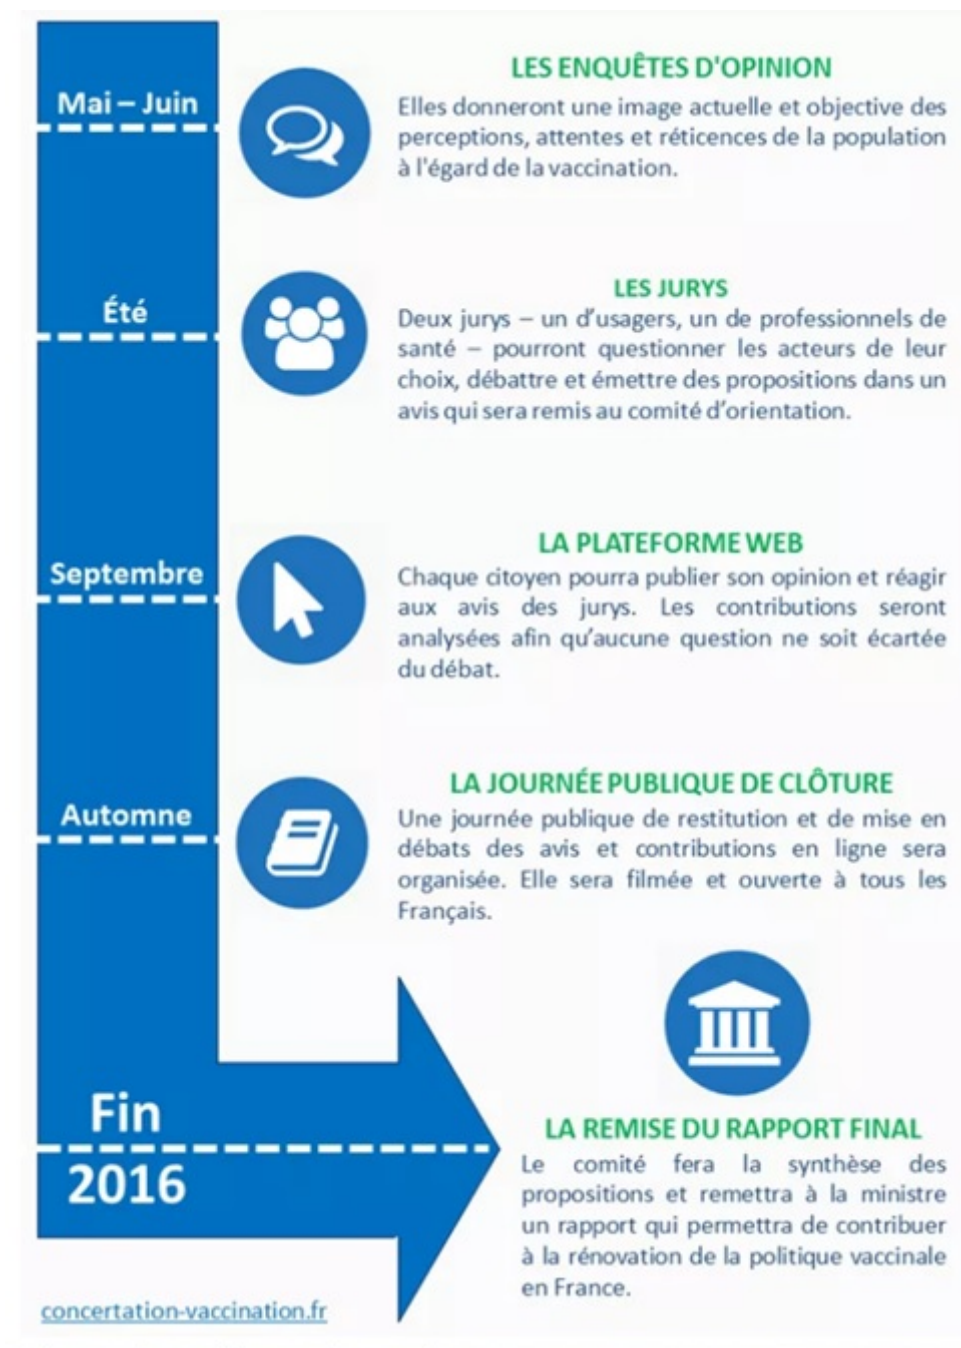 Mai – Juin
LES ENQUÊTES D'OPINION
Elles donneront une image actuelle et objective des
perceptions, attentes et réticences de la population
à l'égard de la vaccination.
Été
LES JURYS
Deux jurys – un d’usagers, un de professionnels de
santé – pourront questionner les acteurs de leur
choix, débattre et émettre des propositions dans un
avis qui sera remis au comité d’orientation.
Septembre
LA PLATEFORME WEB
Chaque citoyen pourra publier son opinion et réagir
aux avis des jurys. Les contributions seront
analysées afin qu’aucune question ne soit écartée
du débat.
Automne
LA JOURNÉE PUBLIQUE DE CLÔTURE
Une journée publique de restitution et de mise en
débats des avis et contributions en ligne sera
organisée. Elle sera filmée et ouverte à tous les
Français.
Fin
2016
LA REMISE DU RAPPORT FINAL
Le comité fera la synthèse des
propositions et remettra à la ministre
un rapport qui permettra de contribuer
à la rénovation de la politique vaccinale
en France.
concertation-vaccination.fr